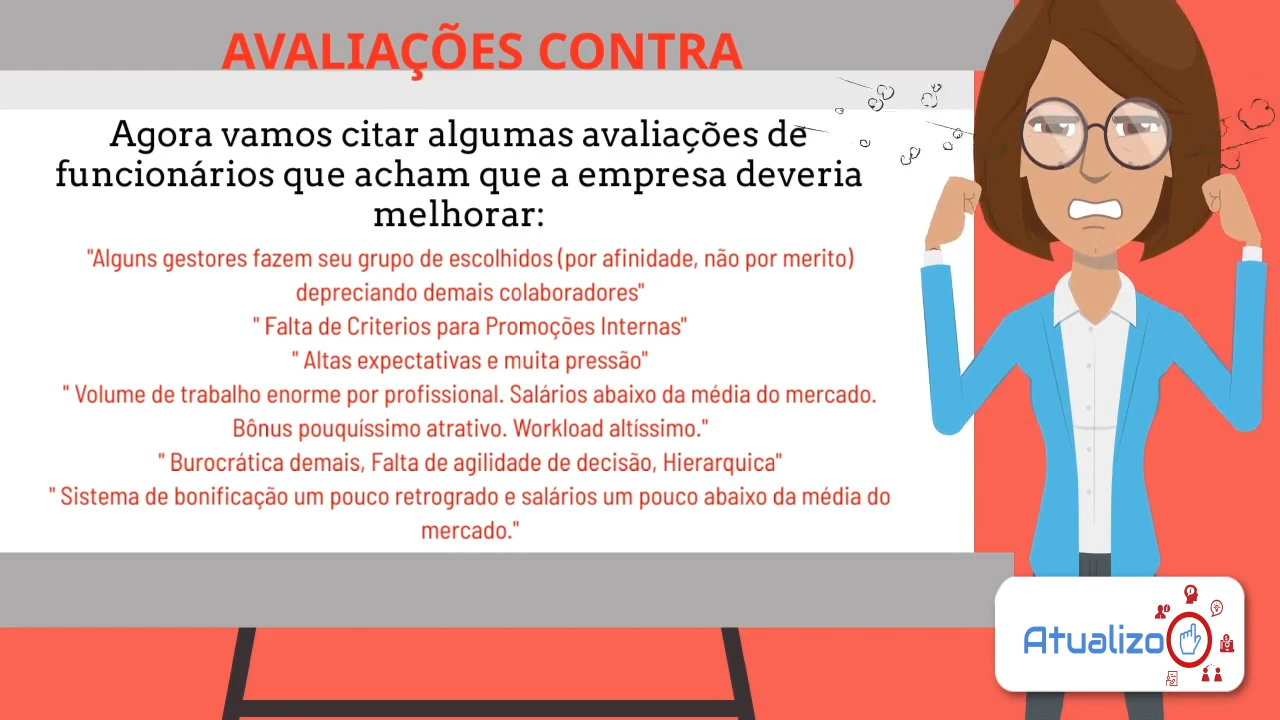 AVALIAÇÕES CONTRA
Agora vamos citar algumas avaliações de
funcionários que acham que a empresa deveria
melhorar:
"Alguns gestores fazem seu grupo de escolhidos (por afinidade, não por merito)
depreciando demais colaboradores"
" Falta de Criterios para Promoções Internas"
" Altas expectativas e muita pressão"
" Volume de trabalho enorme por profissional. Salários abaixo da média do mercado.
Bônus pouquíssimo atrativo. Workload altíssimo."
" Burocrática demais, Falta de agilidade de decisão, Hierarquica"
" Sistema de bonificação um pouco retrogrado e salários um pouco abaixo da média do
mercado."
Atualizo